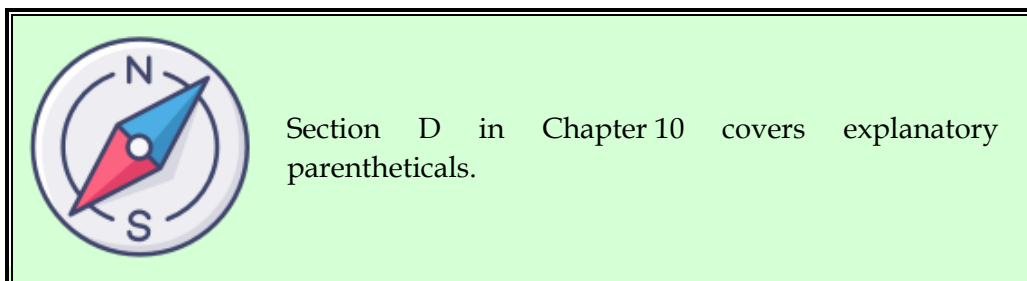 N
Section D in Chapter 10 covers explanatory
parentheticals.
S